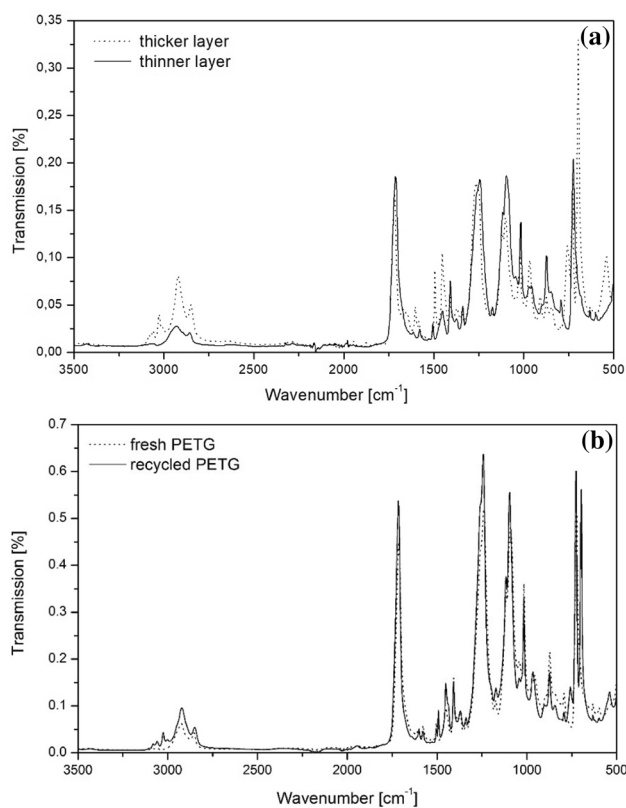 (a)
thicker layer
thinner layer
Transmission [%]
0,35
0,30
0,25
0,20
0,15
0,10
0,05
0,00
3500 3000 2500 2000 1500 1000 500
Wavenumber [cm⁻¹]
(b)
fresh PETG
recycled PETG
Transmission [%]
0.7
0.6
0.5
0.4
0.3
0.2
0.1
0.0
3500 3000 2500 2000 1500 1000 500
Wavenumber [cm⁻¹]